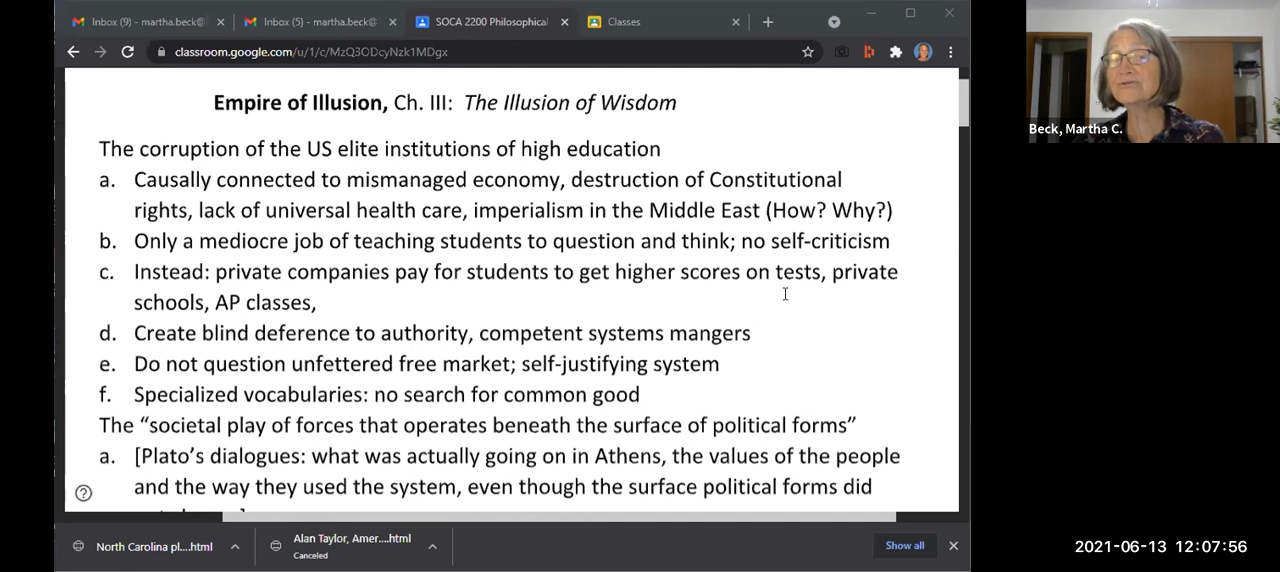 Inbox (9) - martha.beck@
Inbox (5) - martha.beck@
SOCA 2200 Philosophical
Classes
classroom.google.com/u/1/c/MzQ3ODcyNzk1MDgx
Empire of Illusion, Ch. III: The Illusion of Wisdom
The corruption of the US elite institutions of high education
a. Causally connected to mismanaged economy, destruction of Constitutional
rights, lack of universal health care, imperialism in the Middle East (How? Why?)
b. Only a mediocre job of teaching students to question and think; no self-criticism
c. Instead: private companies pay for students to get higher scores on tests, private
schools, AP classes,
d. Create blind deference to authority, competent systems mangers
e. Do not question unfettered free market; self-justifying system
f. Specialized vocabularies: no search for common good
The “societal play of forces that operates beneath the surface of political forms”
a. [Plato’s dialogues: what was actually going on in Athens, the values of the people
and the way they used the system, even though the surface political forms did
North Carolina pl....html
Alan Taylor, Amer....html
Canceled
Show all
Beck, Martha C.
2021-06-13 12:07:56